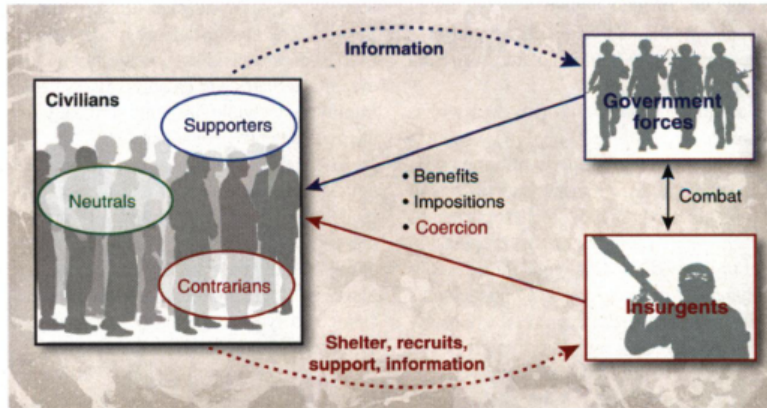 Information
Civilians
Supporters
Neutrals
Contrarians
Government
forces
• Benefits
• Impositions
• Coercion
Combat
Insurgents
Shelter, recruits,
support, information